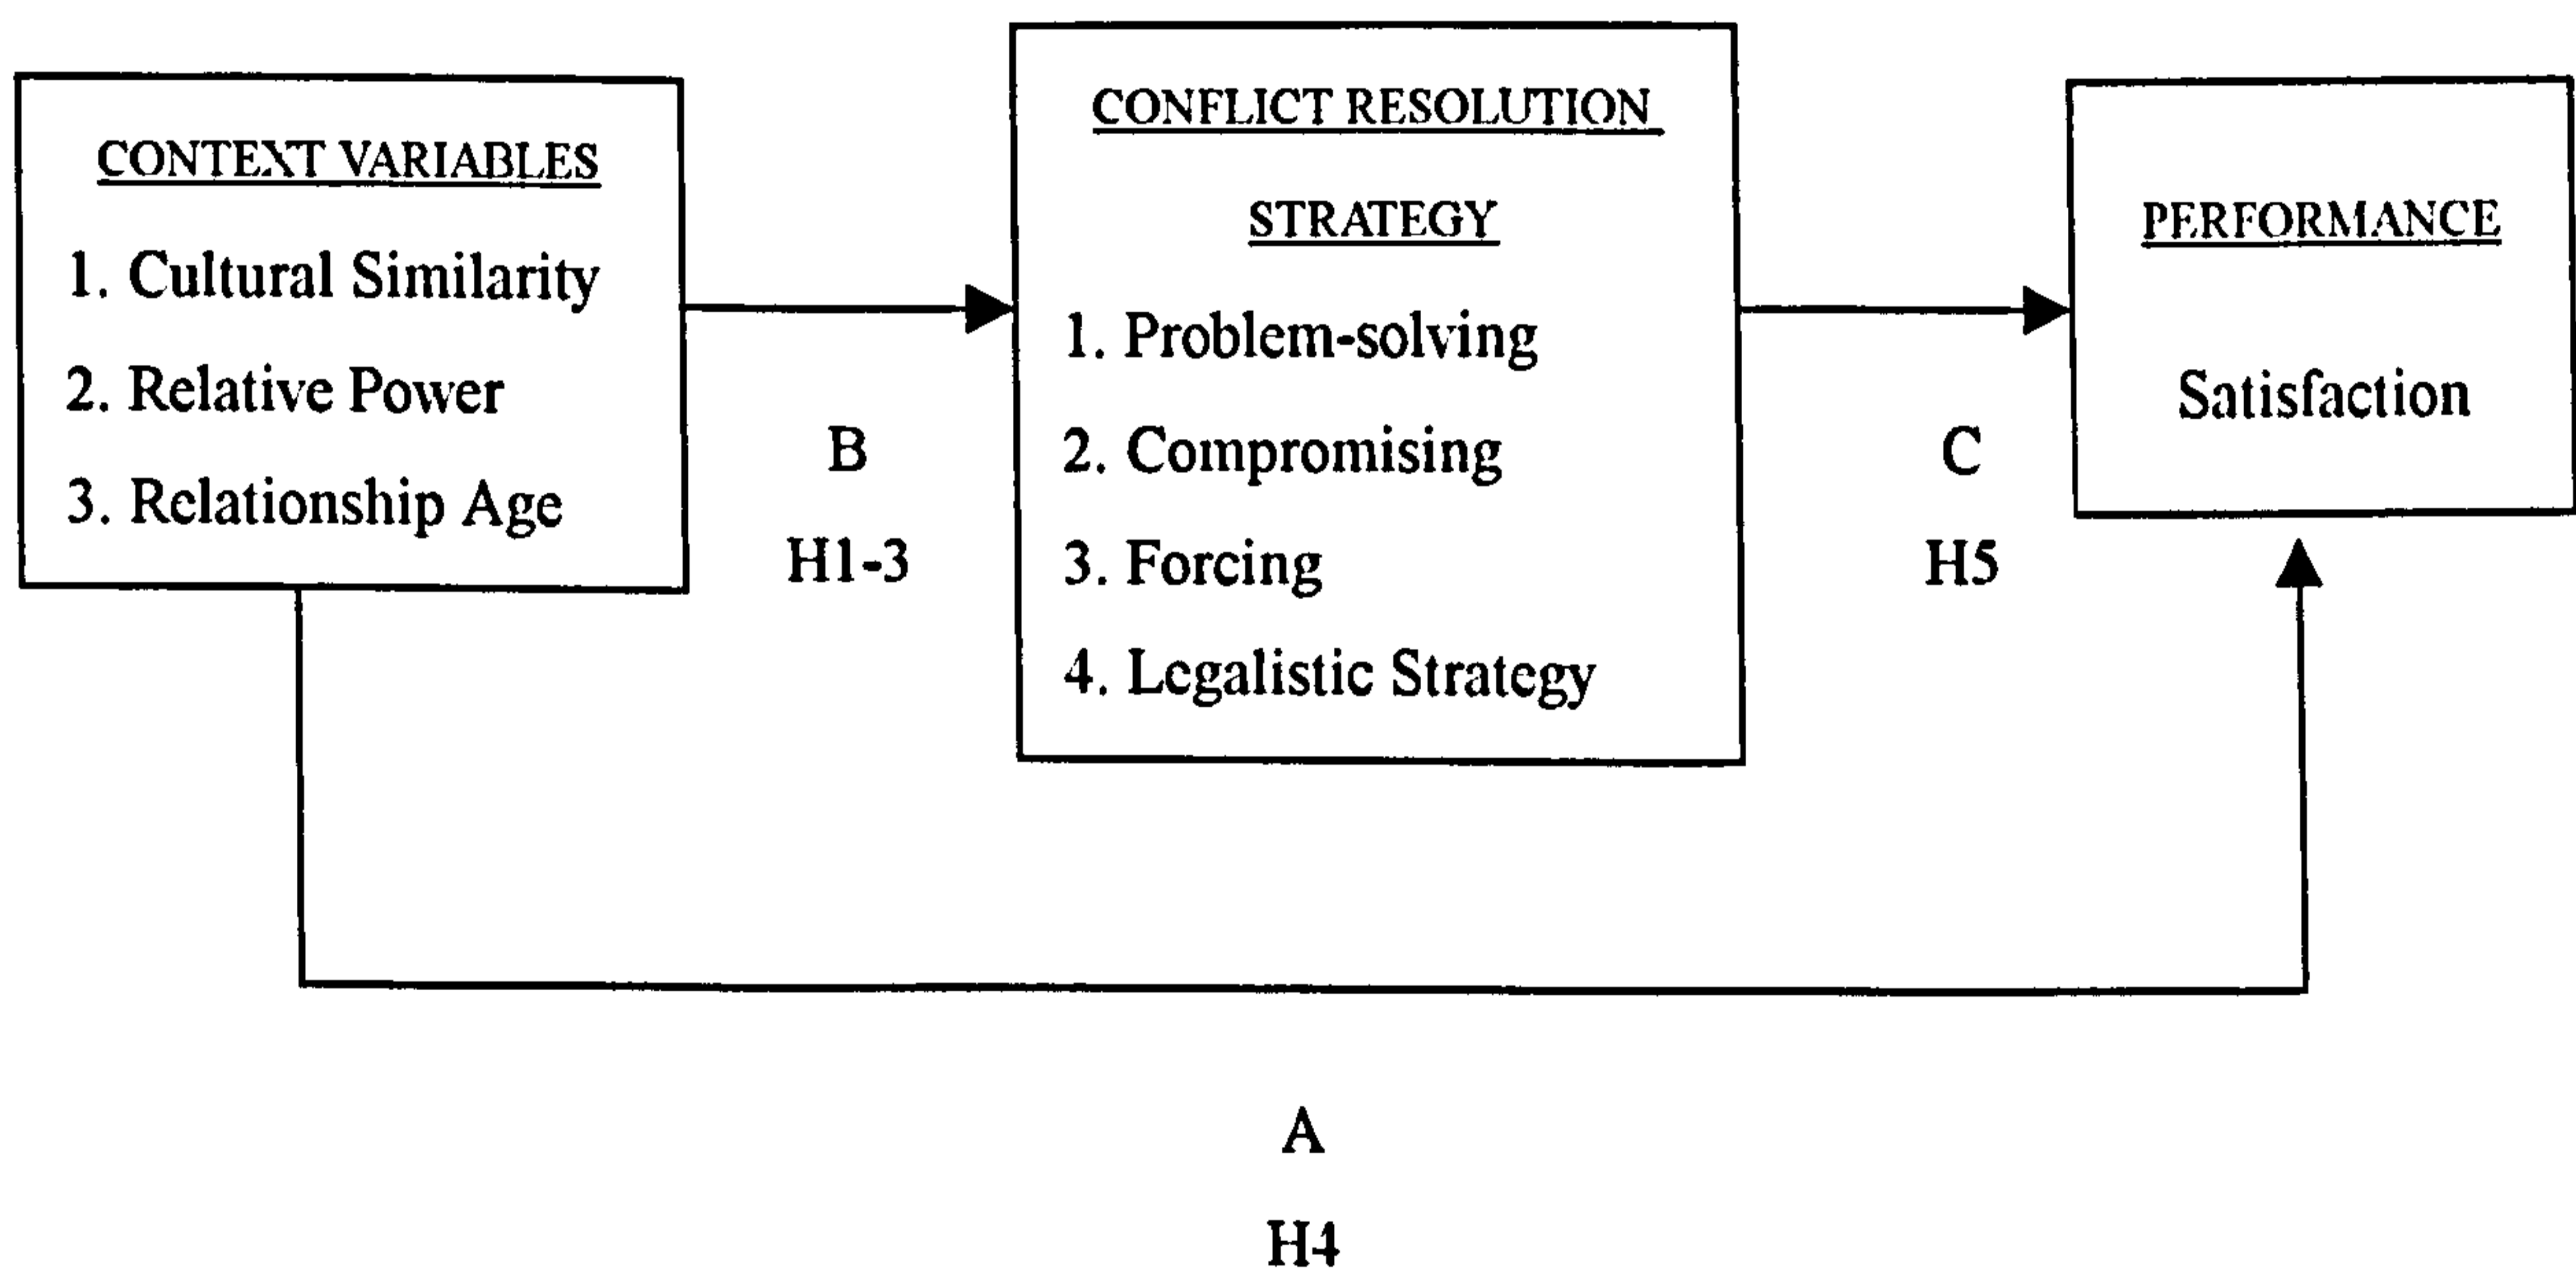 CONTEXT VARIABLES
1. Cultural Similarity
2. Relative Power
3. Relationship Age
B
H1-3
CONFLICT RESOLUTION
STRATEGY
1. Problem-solving
2. Compromising
3. Forcing
4. Legalistic Strategy
C
H5
PERFORMANCE
Satisfaction
A
H4